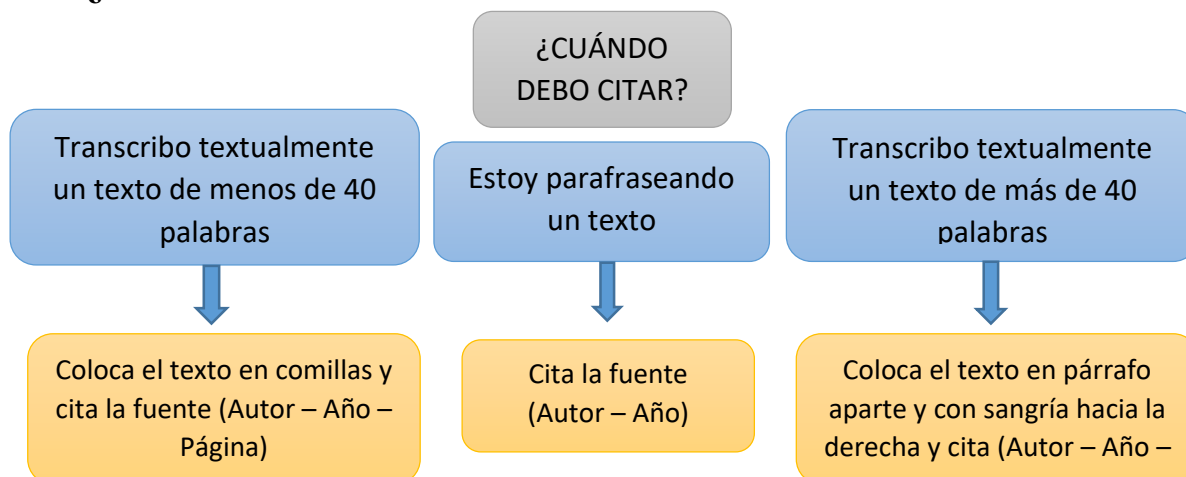 ¿CUÁNDO
DEBO CITAR?
Transcribo textualmente
un texto de menos de 40
palabras
Estoy parafraseando
un texto
Transcribo textualmente
un texto de más de 40
palabras
Coloca el texto en comillas y
cita la fuente (Autor – Año –
Página)
Cita la fuente
(Autor – Año)
Coloca el texto en párrafo
aparte y con sangría hacia la
derecha y cita (Autor – Año –